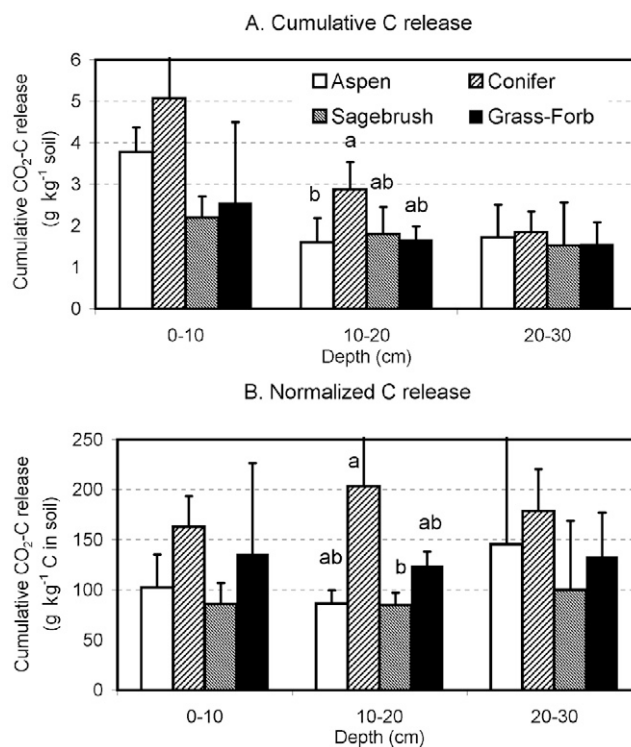 A. Cumulative C release
Cumulative CO₂-C release
(g kg⁻¹ soil)
6
5
4
3
2
1
0
Aspen Conifer
Sagebrush Grass-Forb
b a ab ab
0-10 10-20 20-30
Depth (cm)
B. Normalized C release
Cumulative CO₂-C release
(g kg⁻¹ C in soil)
250
200
150
100
50
0
ab a b ab
0-10 10-20 20-30
Depth (cm)